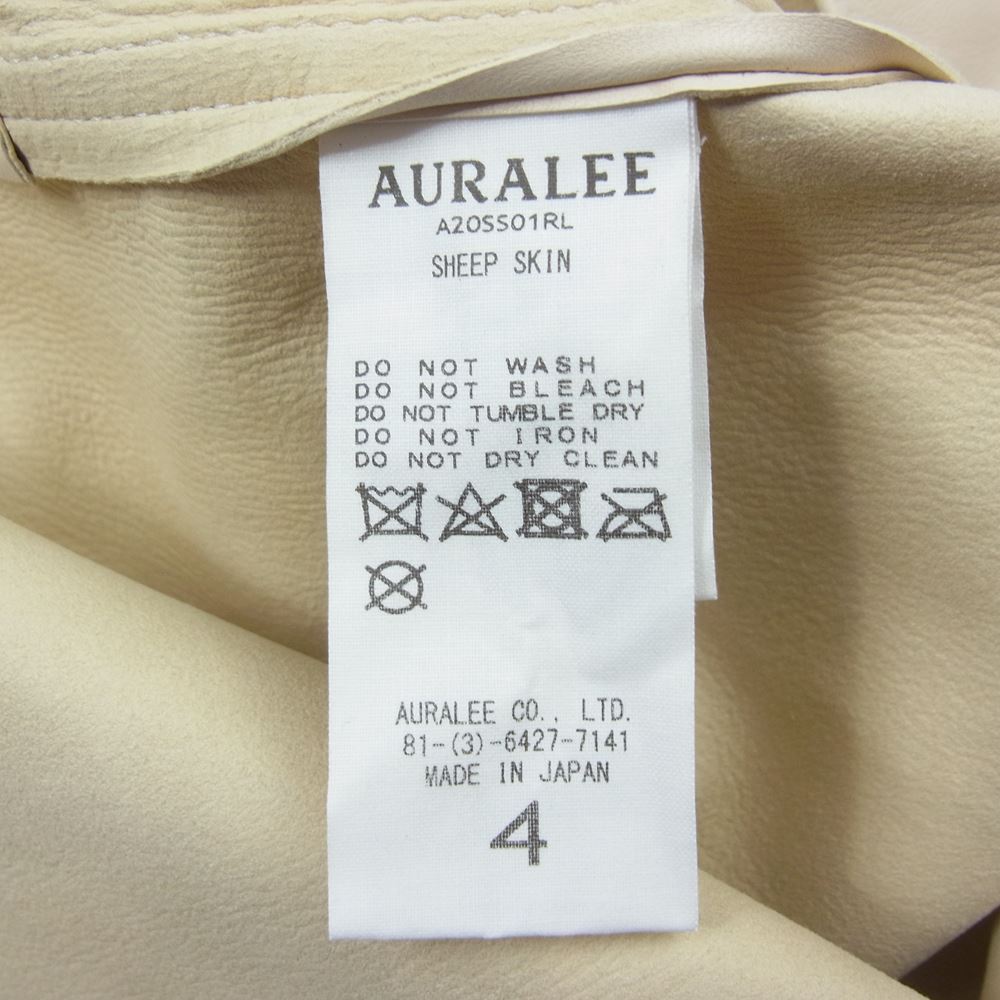 AURALEE
A20SS01RL
SHEEP SKIN
DO NOT WASH
DO NOT BLEACH
DO NOT TUMBLE DRY
DO NOT IRON
DO NOT DRY CLEAN
AURALEE CO., LTD.
81-(3)-6427-7141
MADE IN JAPAN
4